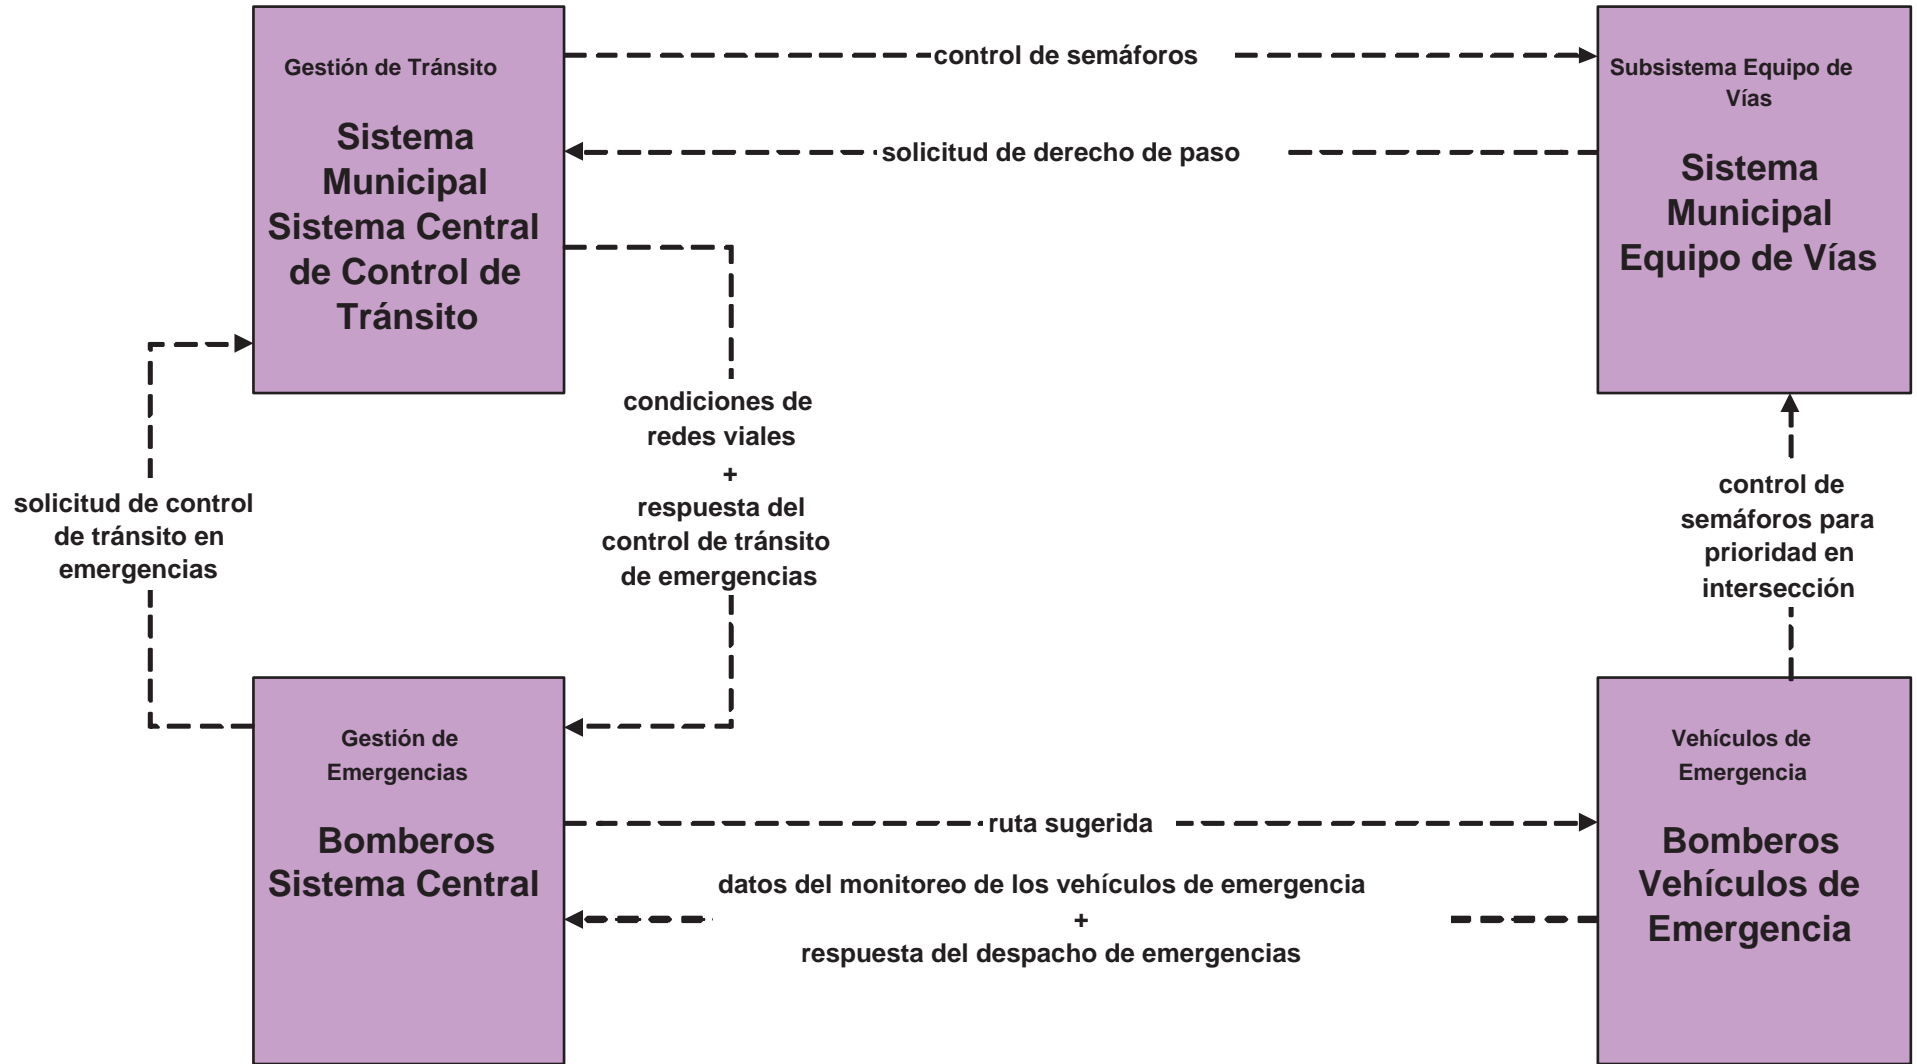 Gestión de Tránsito
Sistema
Municipal
Sistema Central
de Control de
Tránsito
control de semáforos
solicitud de derecho de paso
Subsistema Equipo de
Vías
Sistema
Municipal
Equipo de Vías
solicitud de control
de tránsito en
emergencias
condiciones de
redes viales
+
respuesta del
control de tránsito
de emergencias
control de
semáforos para
prioridad en
intersección
Gestión de
Emergencias
Bomberos
Sistema Central
ruta sugerida
datos del monitoreo de los vehículos de emergencia
+
respuesta del despacho de emergencias
Vehículos de
Emergencia
Bomberos
Vehículos de
Emergencia